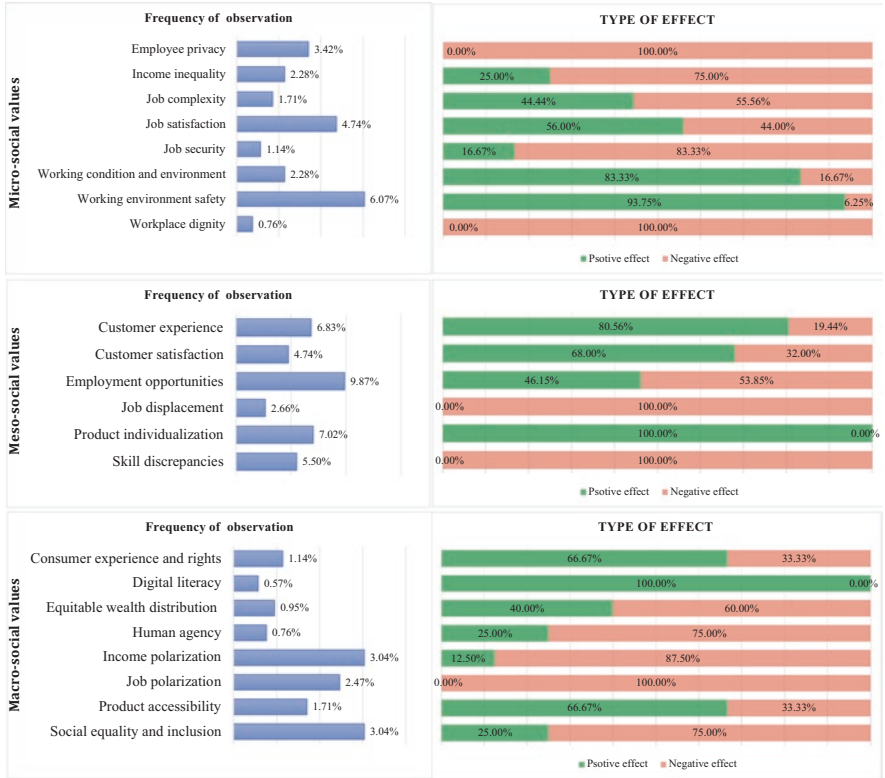 Micro-social values
Frequency of observation
Employee privacy 3.42%
Income inequality 2.28%
Job complexity 1.71%
Job satisfaction 4.74%
Job security 1.14%
Working condition and environment 2.28%
Working environment safety 6.07%
Workplace dignity 0.76%
TYPE OF EFFECT
0.00% 100.00%
25.00% 75.00%
44.44% 55.56%
56.00% 44.00%
16.67% 83.33%
83.33% 16.67%
93.75% 6.25%
0.00% 100.00%
Psotive effect Negative effect
Meso-social values
Frequency of observation
Customer experience 6.83%
Customer satisfaction 4.74%
Employment opportunities 9.87%
Job displacement 2.66%
Product individualization 7.02%
Skill discrepancies 5.50%
TYPE OF EFFECT
80.56% 19.44%
68.00% 32.00%
46.15% 53.85%
0.00% 100.00%
100.00% 0.00%
0.00% 100.00%
Psotive effect Negative effect
Macro-social values
Frequency of observation
Consumer experience and rights 1.14%
Digital literacy 0.57%
Equitable wealth distribution 0.95%
Human agency 0.76%
Income polarization 3.04%
Job polarization 2.47%
Product accessibility 1.71%
Social equality and inclusion 3.04%
TYPE OF EFFECT
66.67% 33.33%
100.00% 0.00%
40.00% 60.00%
25.00% 75.00%
12.50% 87.50%
0.00% 100.00%
66.67% 33.33%
25.00% 75.00%
Psotive effect Negative effect